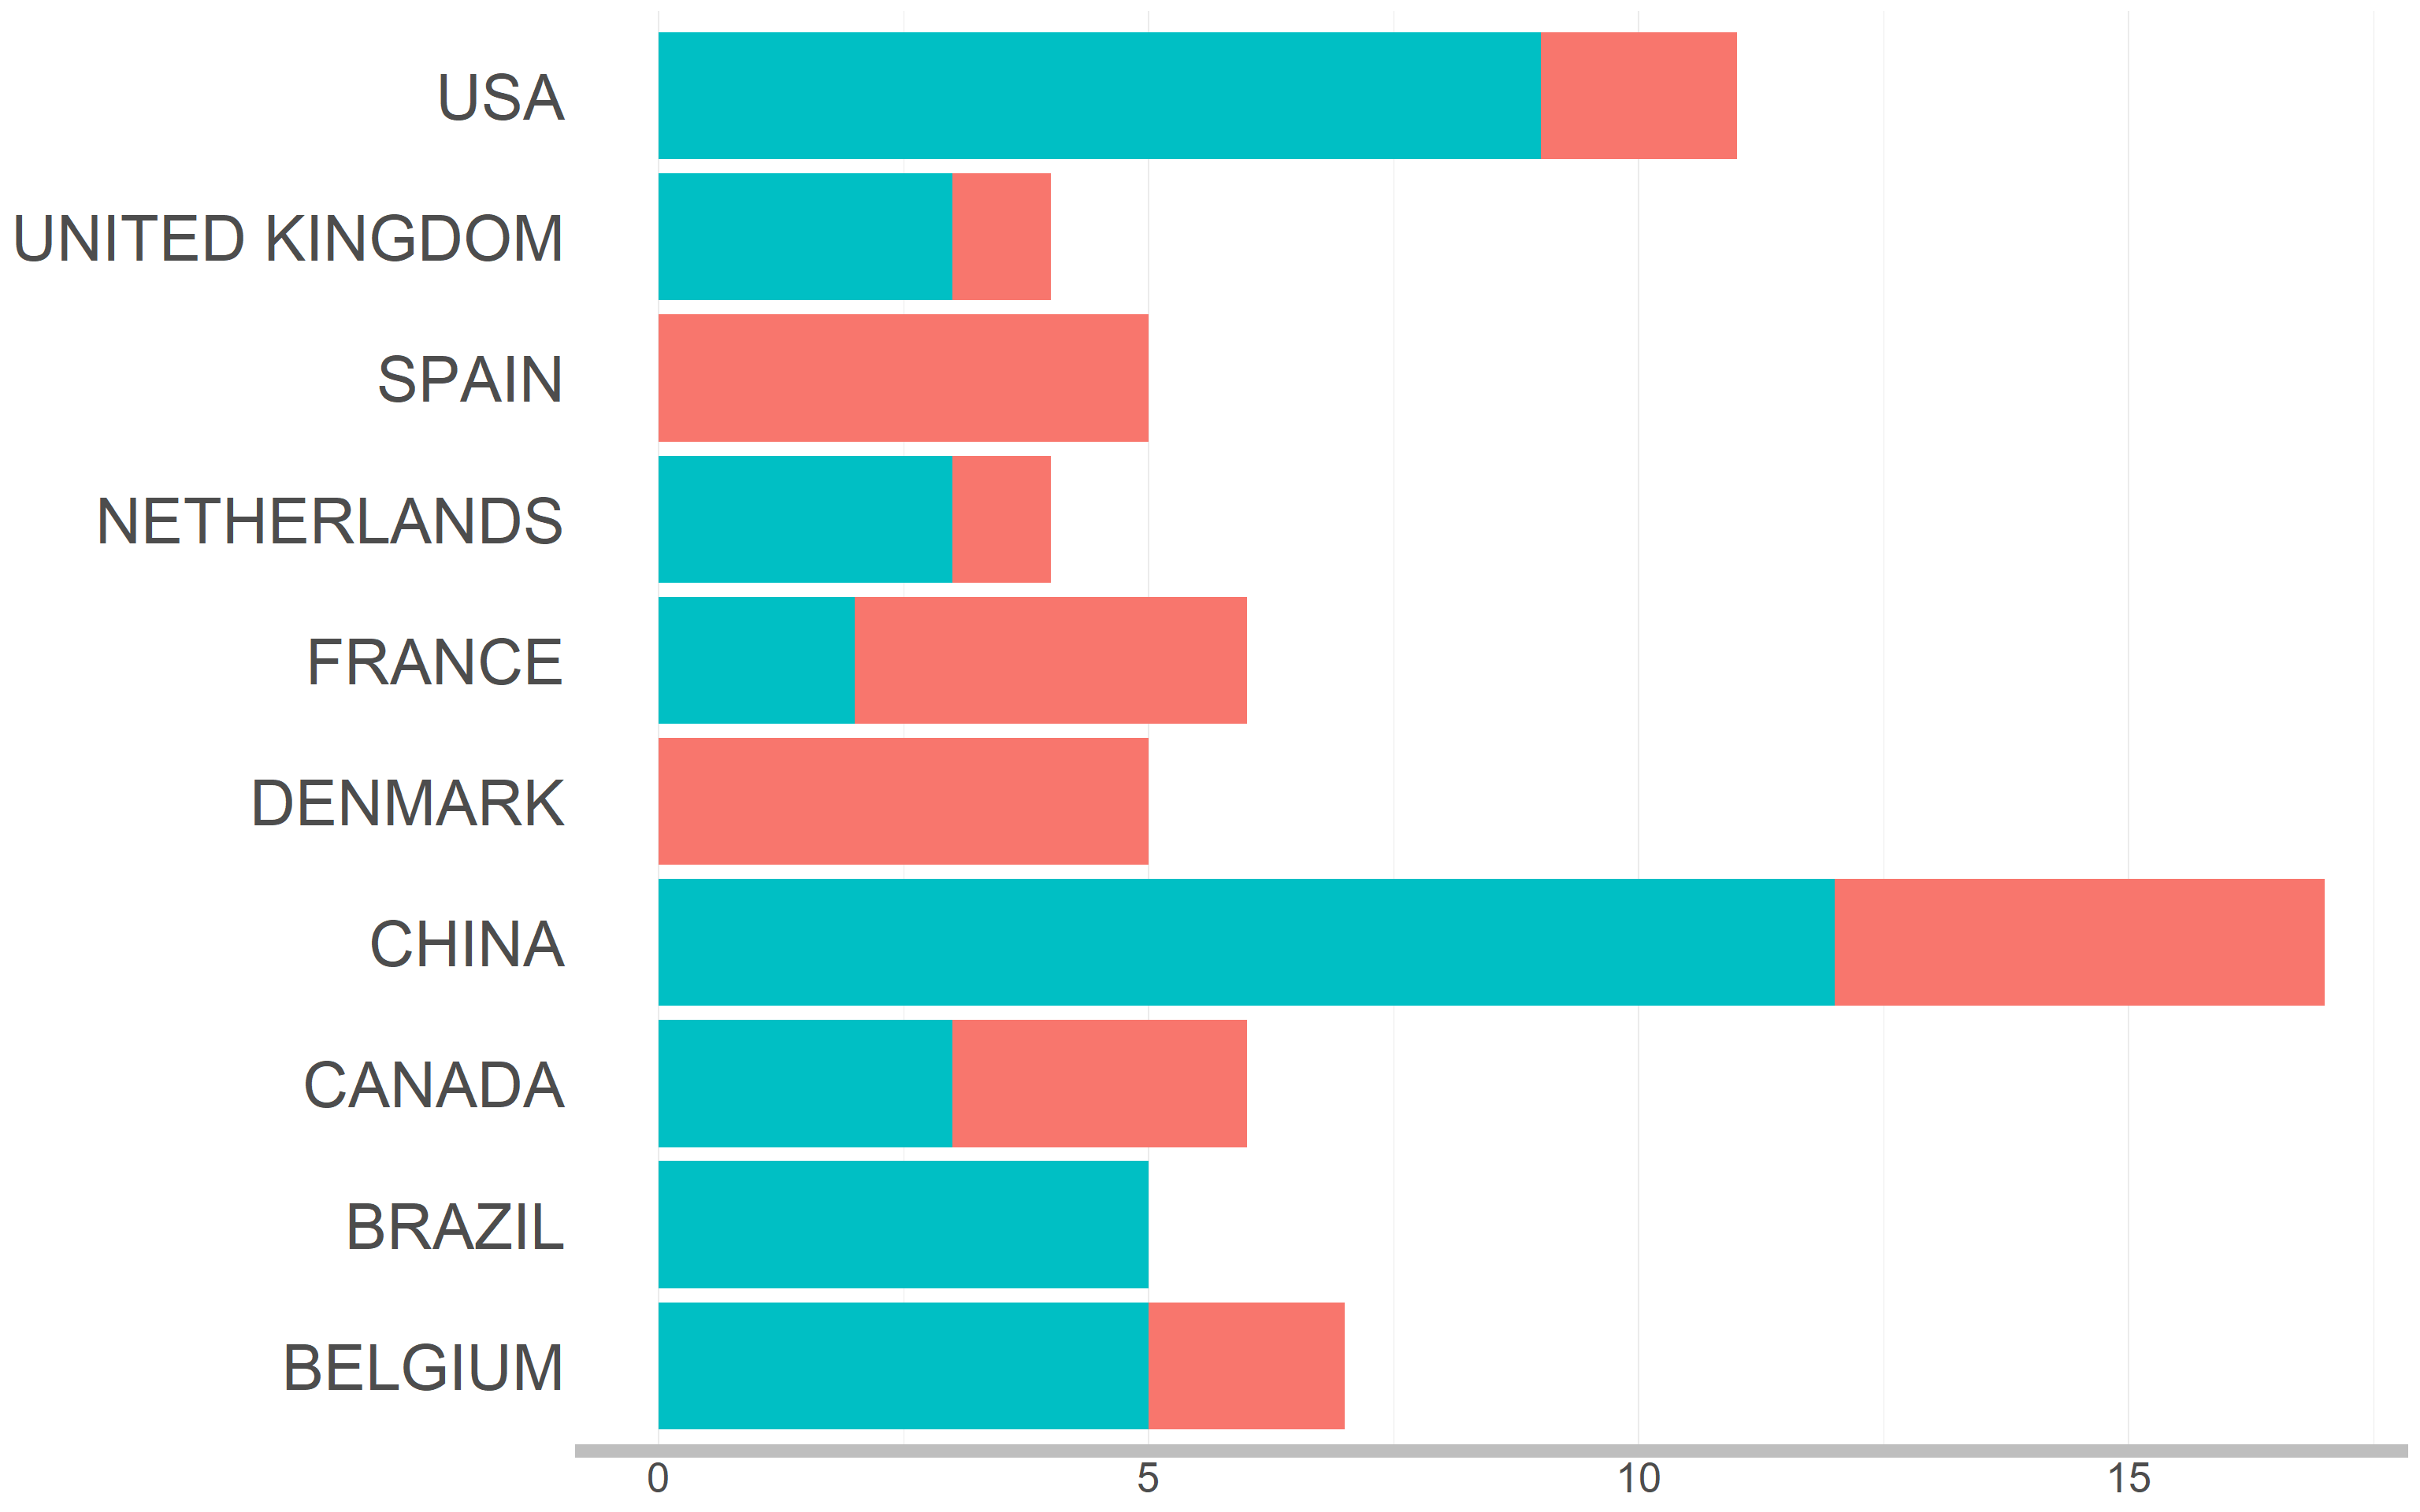 USA
UNITED KINGDOM
SPAIN
NETHERLANDS
FRANCE
DENMARK
CHINA
CANADA
BRAZIL
BELGIUM
0 5 10 15